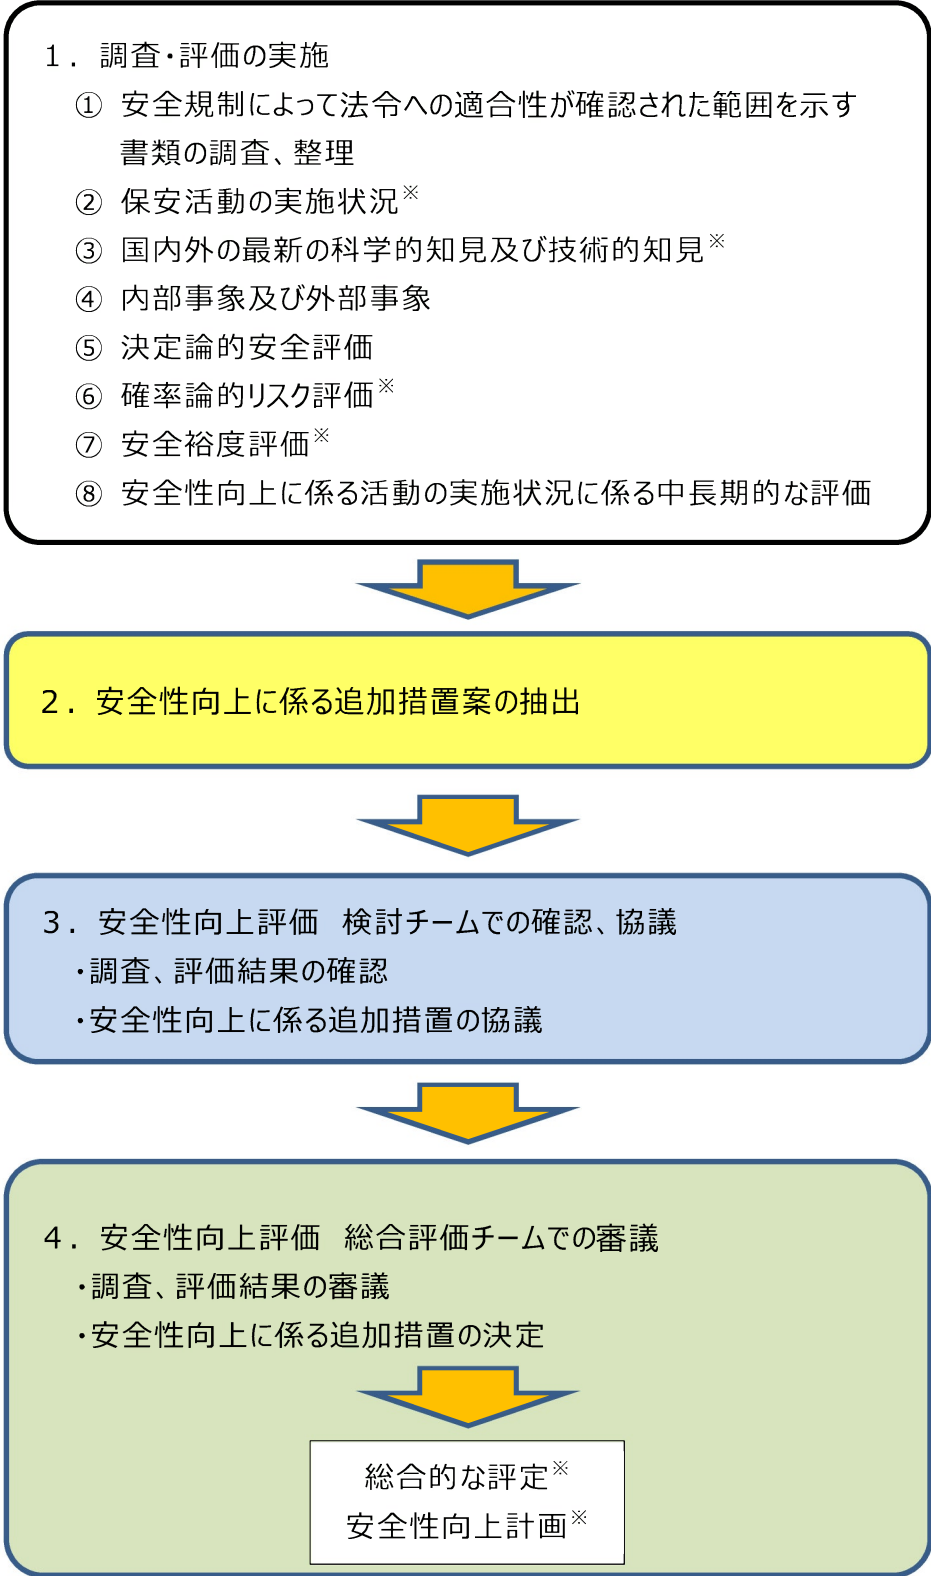 １．調査・評価の実施
① 安全規制によって法令への適合性が確認された範囲を示す
書類の調査、整理
② 保安活動の実施状況※
③ 国内外の最新の科学的知見及び技術的知見※
④ 内部事象及び外部事象
⑤ 決定論的安全評価
⑥ 確率論的リスク評価※
⑦ 安全裕度評価※
⑧ 安全性向上に係る活動の実施状況に係る中長期的な評価
２．安全性向上に係る追加措置案の抽出
３．安全性向上評価　検討チームでの確認、協議
・調査、評価結果の確認
・安全性向上に係る追加措置の協議
４．安全性向上評価　総合評価チームでの審議
・調査、評価結果の審議
・安全性向上に係る追加措置の決定
総合的な評定※
安全性向上計画※